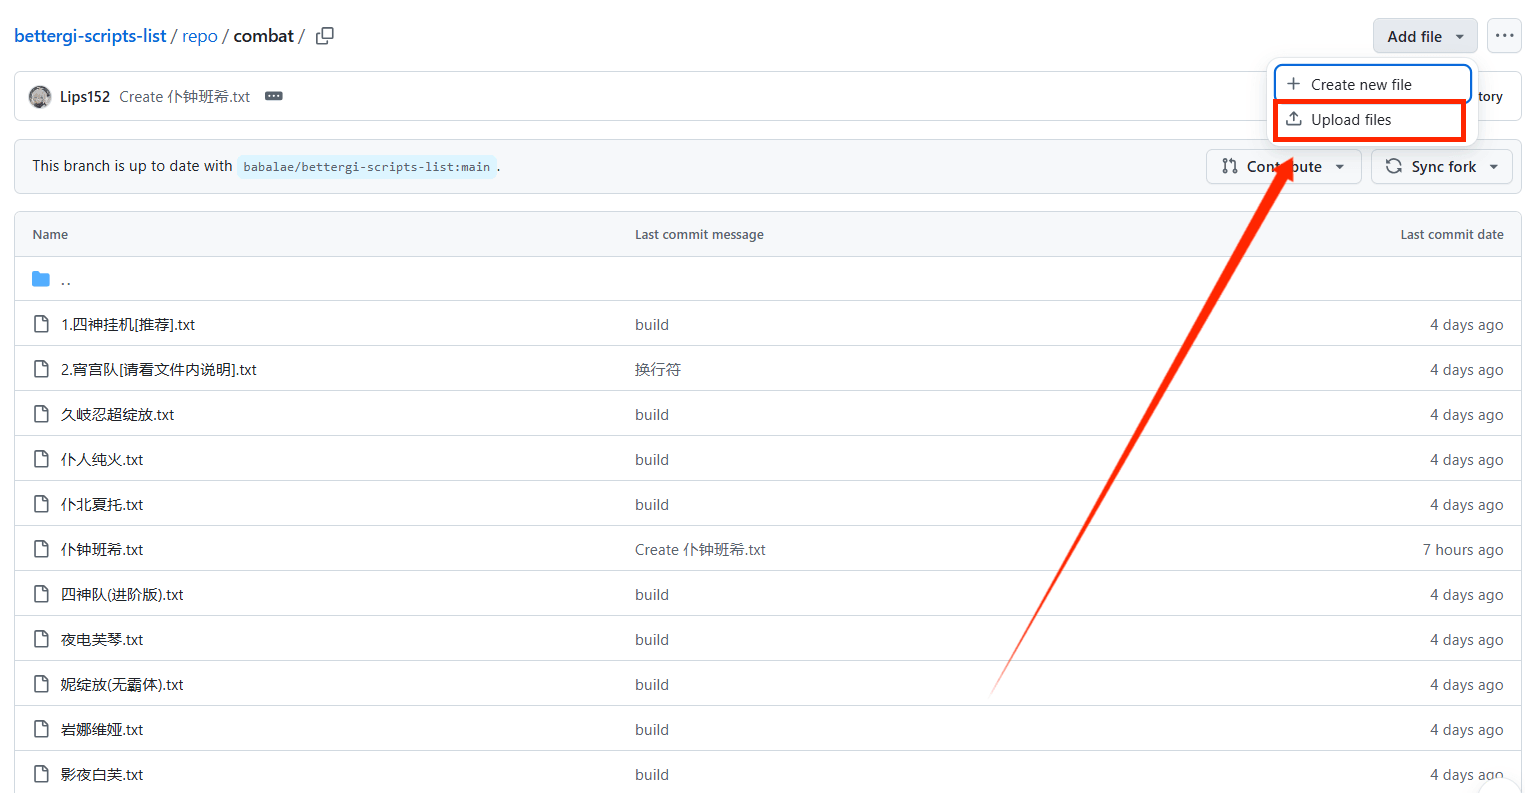 bettergi-scripts-list / repo / combat /
Add file
Lips152 Create 仆钟班希.txt
Create new file
tory
Upload files
This branch is up to date with babalae/bettergi-scripts-list:main .
Contribute
Sync fork
Name Last commit message Last commit date
..
1.四神挂机[推荐].txt build 4 days ago
2.宵宫队[请看文件内说明].txt 换行符 4 days ago
久岐忍超绽放.txt build 4 days ago
仆人纯火.txt build 4 days ago
仆北夏托.txt build 4 days ago
仆钟班希.txt Create 仆钟班希.txt 7 hours ago
四神队(进阶版).txt build 4 days ago
夜电芙琴.txt build 4 days ago
妮绽放(无霸体).txt build 4 days ago
岩娜维娅.txt build 4 days ago
影夜白芙.txt build 4 days ago